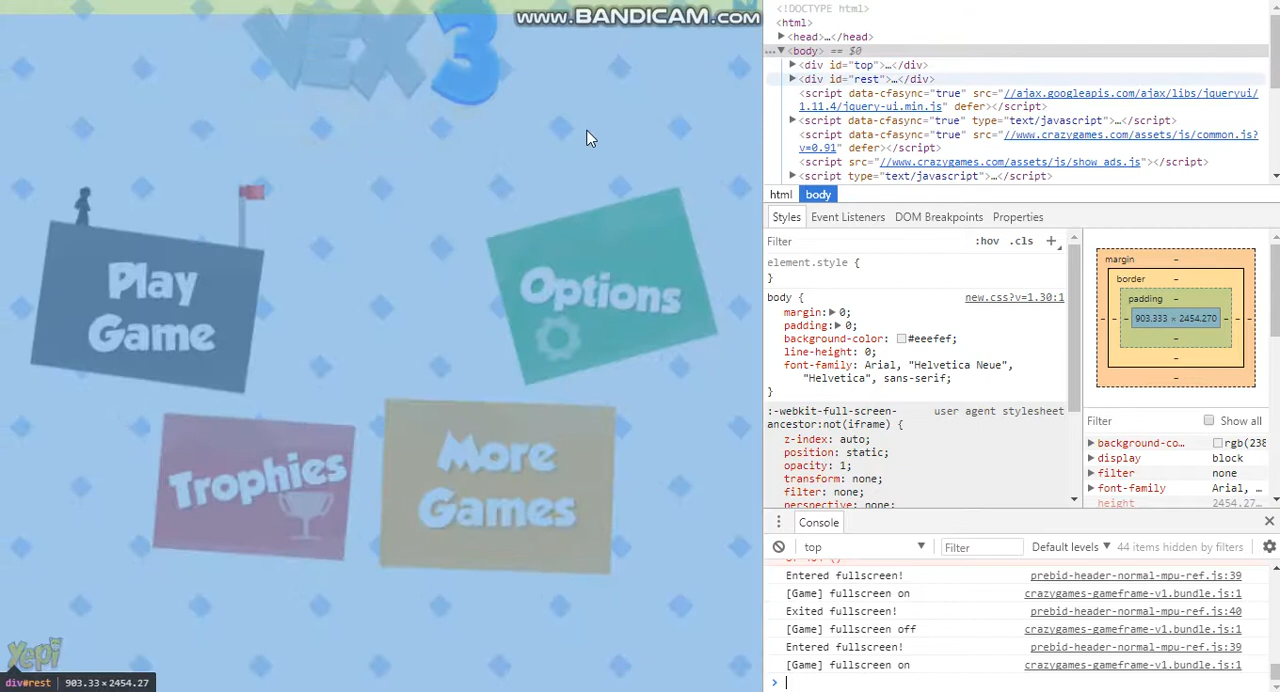 www.BANDICAM.com
VEX 3
Play
Game
Options
Trophies
More
Games
Yepi
div#rest | 903.33×2454.27
<!DOCTYPE html>
<html>
<head>…</head>
<body> == $0
<div id="top">…</div>
<div id="rest">…</div>
<script data-cfasync="true" src="//ajax.googleapis.com/ajax/libs/jqueryui/
1.11.4/jquery-ui.min.js" defer></script>
<script data-cfasync="true" type="text/javascript">…</script>
<script data-cfasync="true" src="//www.crazygames.com/assets/js/common.js?
v=0.91" defer></script>
<script src="//www.crazygames.com/assets/js/show_ads.js"></script>
<script type="text/javascript">…</script>
html body
Styles Event Listeners DOM Breakpoints Properties
Filter :hov .cls +
element.style {
}
body { new.css?v=1.30:1
margin: 0;
padding: 0;
background-color: #eeefef;
line-height: 0;
font-family: Arial, "Helvetica Neue",
"Helvetica", sans-serif;
}
:-webkit-full-screen- user agent stylesheet
ancestor:not(iframe) {
z-index: auto;
position: static;
opacity: 1;
transform: none;
filter: none;
perspective: none;
margin –
border –
padding –
– – – 903.333 × 2454.270 – – –
–
–
–
Filter Show all
background-co… rgb(238
display block
filter none
font-family Arial, …
height 2454.27…
Console
top Filter Default levels 44 items hidden by filters
Entered fullscreen! prebid-header-normal-mpu-ref.js:39
[Game] fullscreen on crazygames-gameframe-v1.bundle.js:1
Exited fullscreen! prebid-header-normal-mpu-ref.js:40
[Game] fullscreen off crazygames-gameframe-v1.bundle.js:1
Entered fullscreen! prebid-header-normal-mpu-ref.js:39
[Game] fullscreen on crazygames-gameframe-v1.bundle.js:1